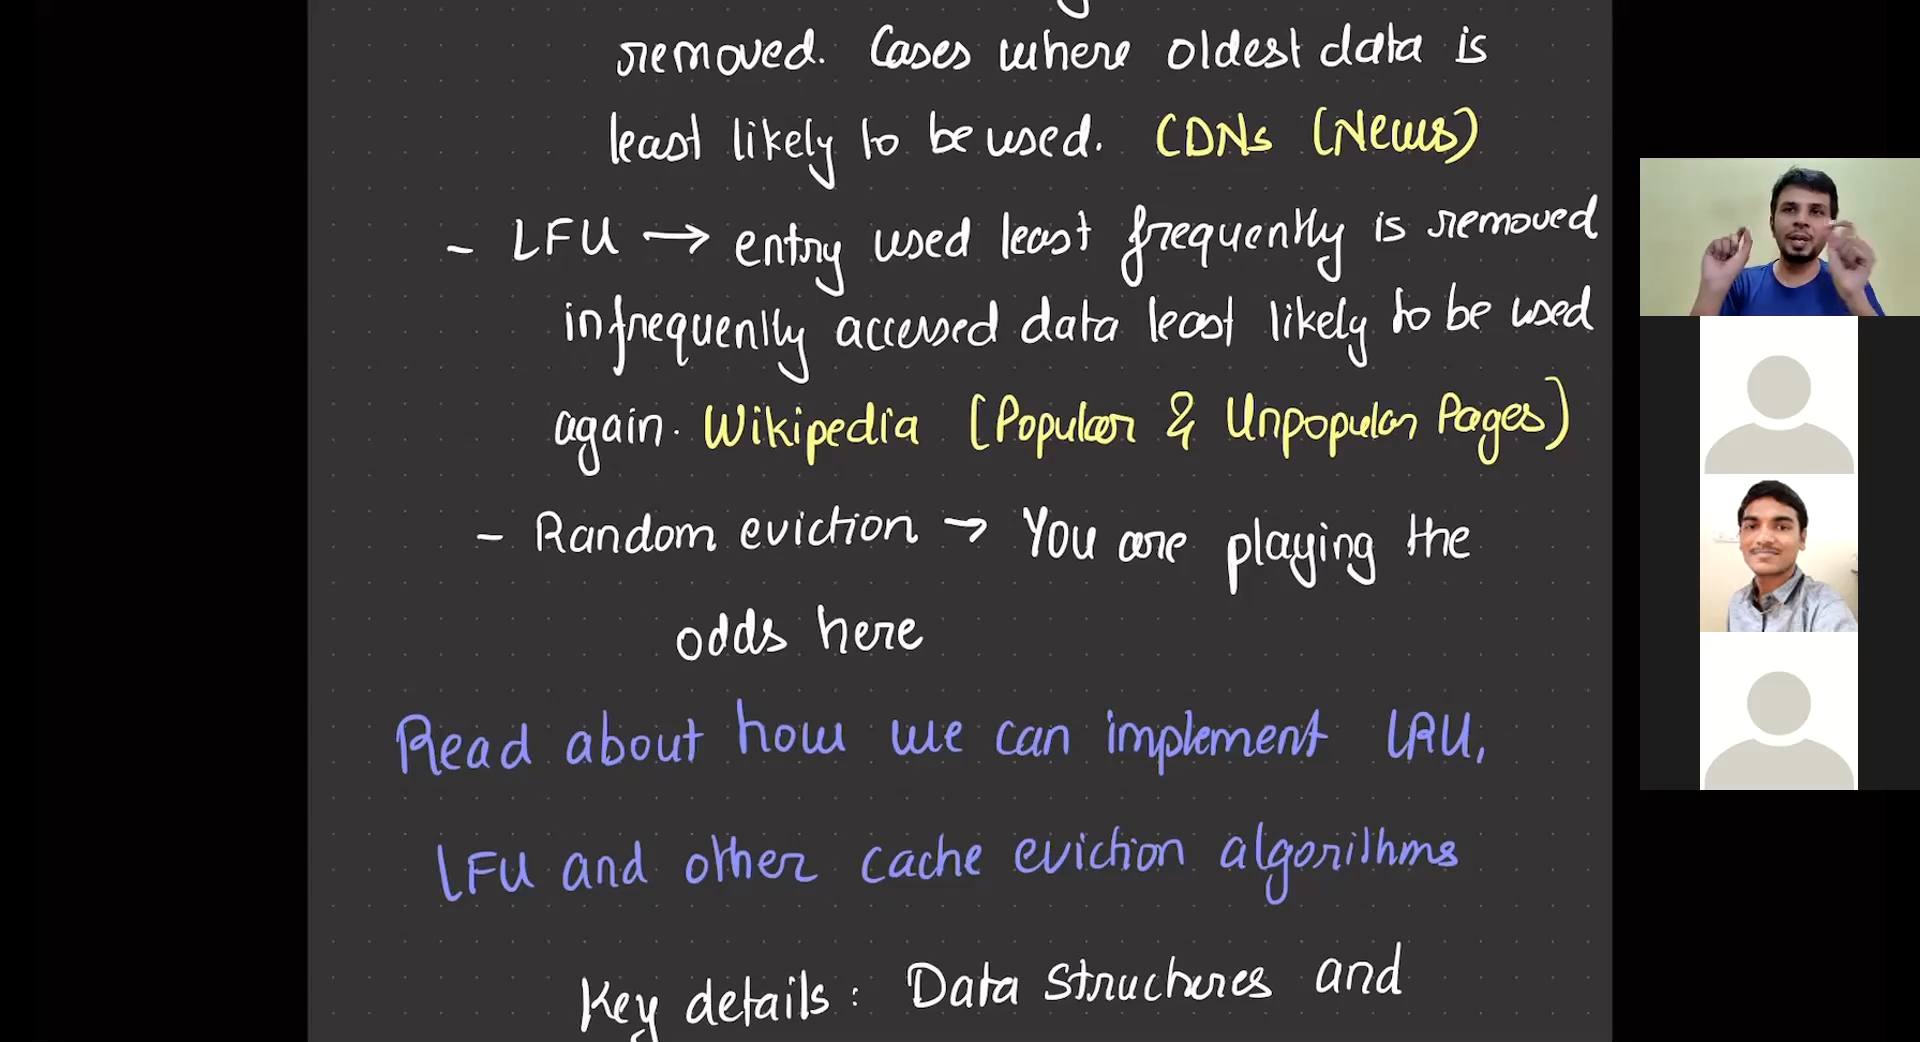 removed. Cases where oldest data is
least likely to be used. CDNs (News)
- LFU → entry used least frequently is removed
infrequently accessed data least likely to be used
again. Wikipedia (Popular & Unpopular Pages)
- Random eviction → You are playing the
odds here
Read about how we can implement LRU,
LFU and other cache eviction algorithms
Key details: Data Structures and